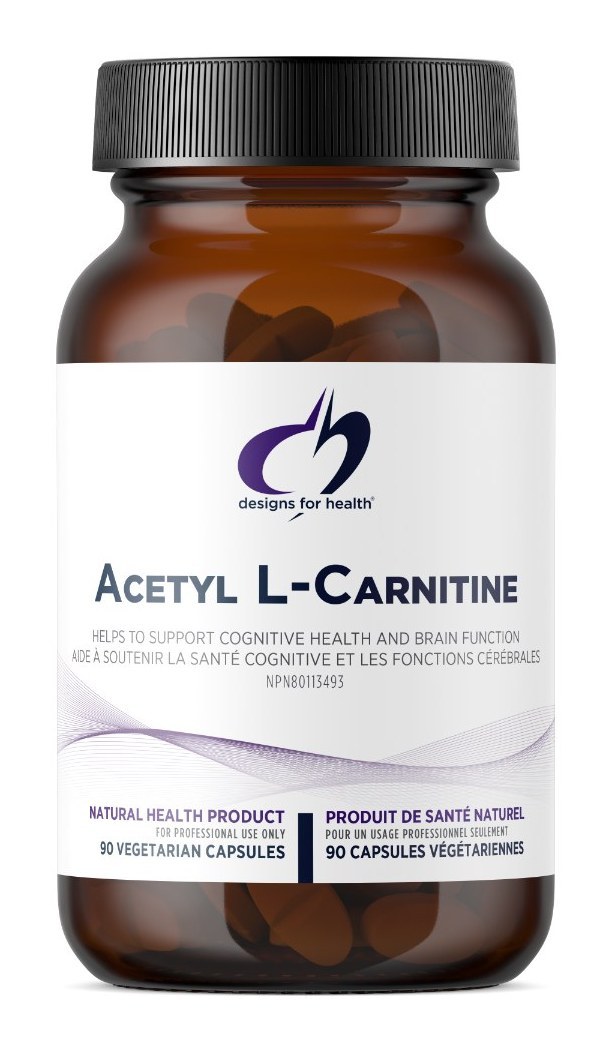 designs for health®
ACETYL L-CARNITINE
HELPS TO SUPPORT COGNITIVE HEALTH AND BRAIN FUNCTION
AIDE À SOUTENIR LA SANTÉ COGNITIVE ET LES FONCTIONS CÉRÉBRALES
NPN80113493
NATURAL HEALTH PRODUCT
FOR PROFESSIONAL USE ONLY
90 VEGETARIAN CAPSULES
PRODUIT DE SANTÉ NATUREL
POUR UN USAGE PROFESSIONNEL SEULEMENT
90 CAPSULES VÉGÉTARIENNES